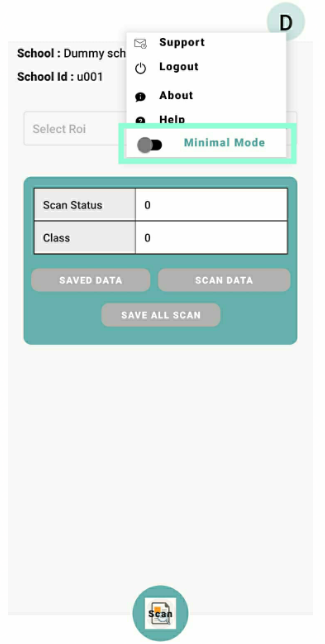 D
School : Dummy sch
School Id : u001
Support
Logout
About
Help
Minimal Mode
Select Roi
Scan Status 0
Class 0
SAVED DATA SCAN DATA
SAVE ALL SCAN
Scan